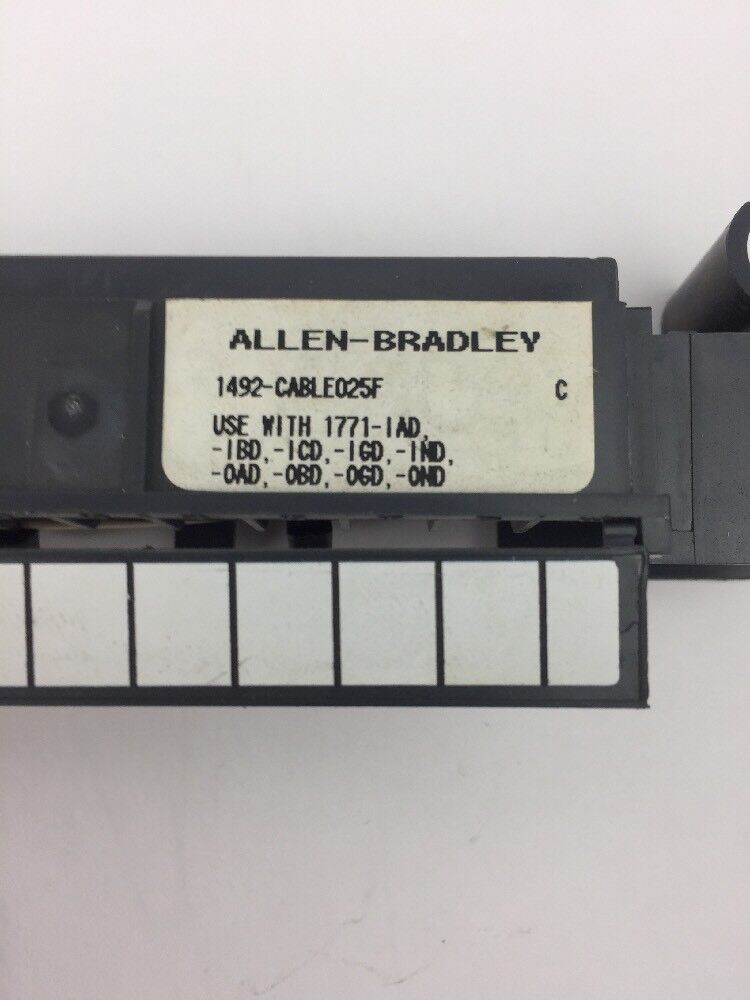 ALLEN-BRADLEY
1492-CABLE025F C
USE WITH 1771-IAD,
-IBD,-ICD,-IGD,-IND,
-OAD,-OBD,-OGD,-OND